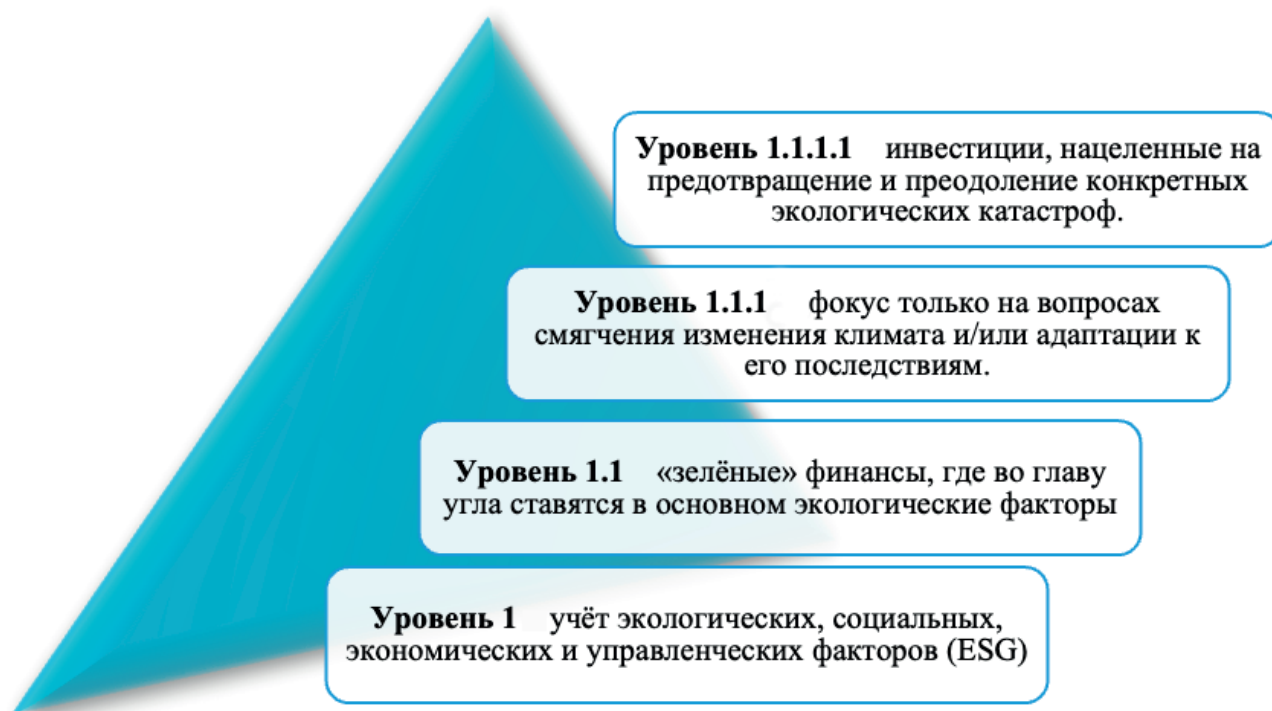 Уровень 1.1.1.1 инвестиции, нацеленные на
предотвращение и преодоление конкретных
экологических катастроф.
Уровень 1.1.1 фокус только на вопросах
смягчения изменения климата и/или адаптации к
его последствиям.
Уровень 1.1 «зелёные» финансы, где во главу
угла ставятся в основном экологические факторы
Уровень 1 учёт экологических, социальных,
экономических и управленческих факторов (ESG)